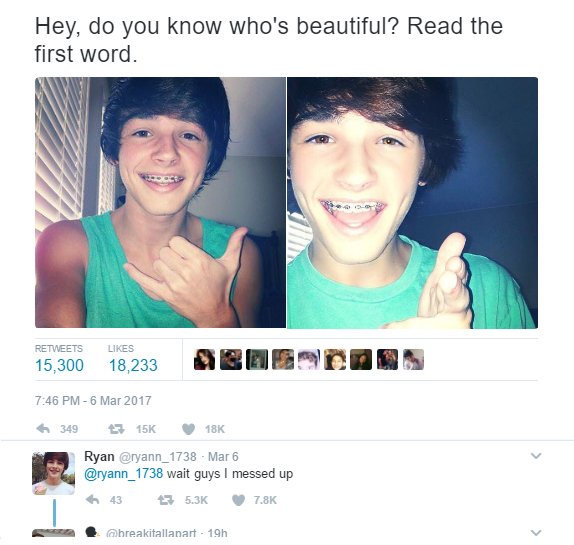 Hey, do you know who's beautiful? Read the
first word.
RETWEETS LIKES
15,300 18,233
7:46 PM - 6 Mar 2017
349 15K 18K
Ryan @ryann_1738 · Mar 6
@ryann_1738 wait guys I messed up
43 5.3K 7.8K
@breakitallapart · 19h